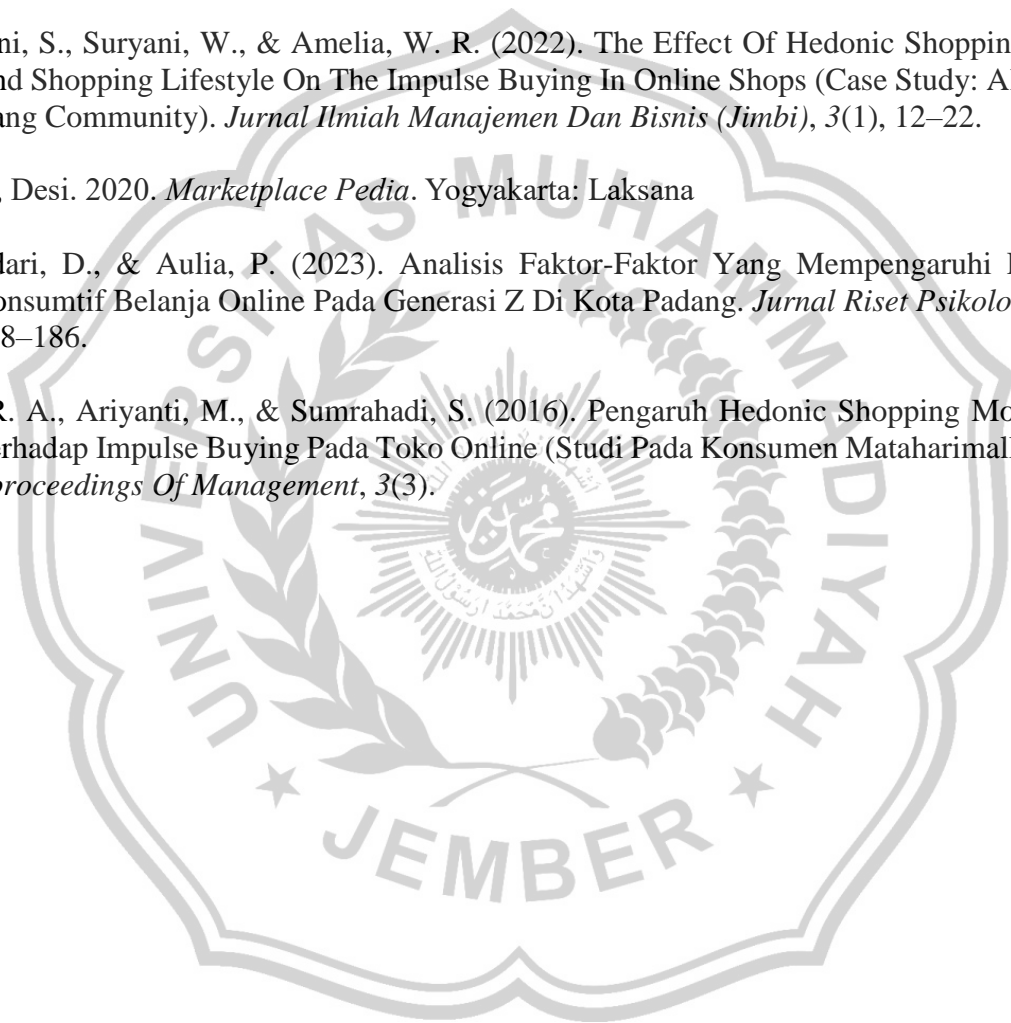 ni, S., Suryani, W., & Amelia, W. R. (2022). The Effect Of Hedonic Shoppin
nd Shopping Lifestyle On The Impulse Buying In Online Shops (Case Study: Al
ang Community). Jurnal Ilmiah Manajemen Dan Bisnis (Jimbi), 3(1), 12–22.
, Desi. 2020. Marketplace Pedia. Yogyakarta: Laksana
dari, D., & Aulia, P. (2023). Analisis Faktor-Faktor Yang Mempengaruhi
onsumtif Belanja Online Pada Generasi Z Di Kota Padang. Jurnal Riset Psikolo
8–186.
R. A., Ariyanti, M., & Sumrahadi, S. (2016). Pengaruh Hedonic Shopping Mo
erhadap Impulse Buying Pada Toko Online (Studi Pada Konsumen Mataharimall
proceedings Of Management, 3(3).
UNIVERSITAS MUHAMMADIYAH
JEMBER